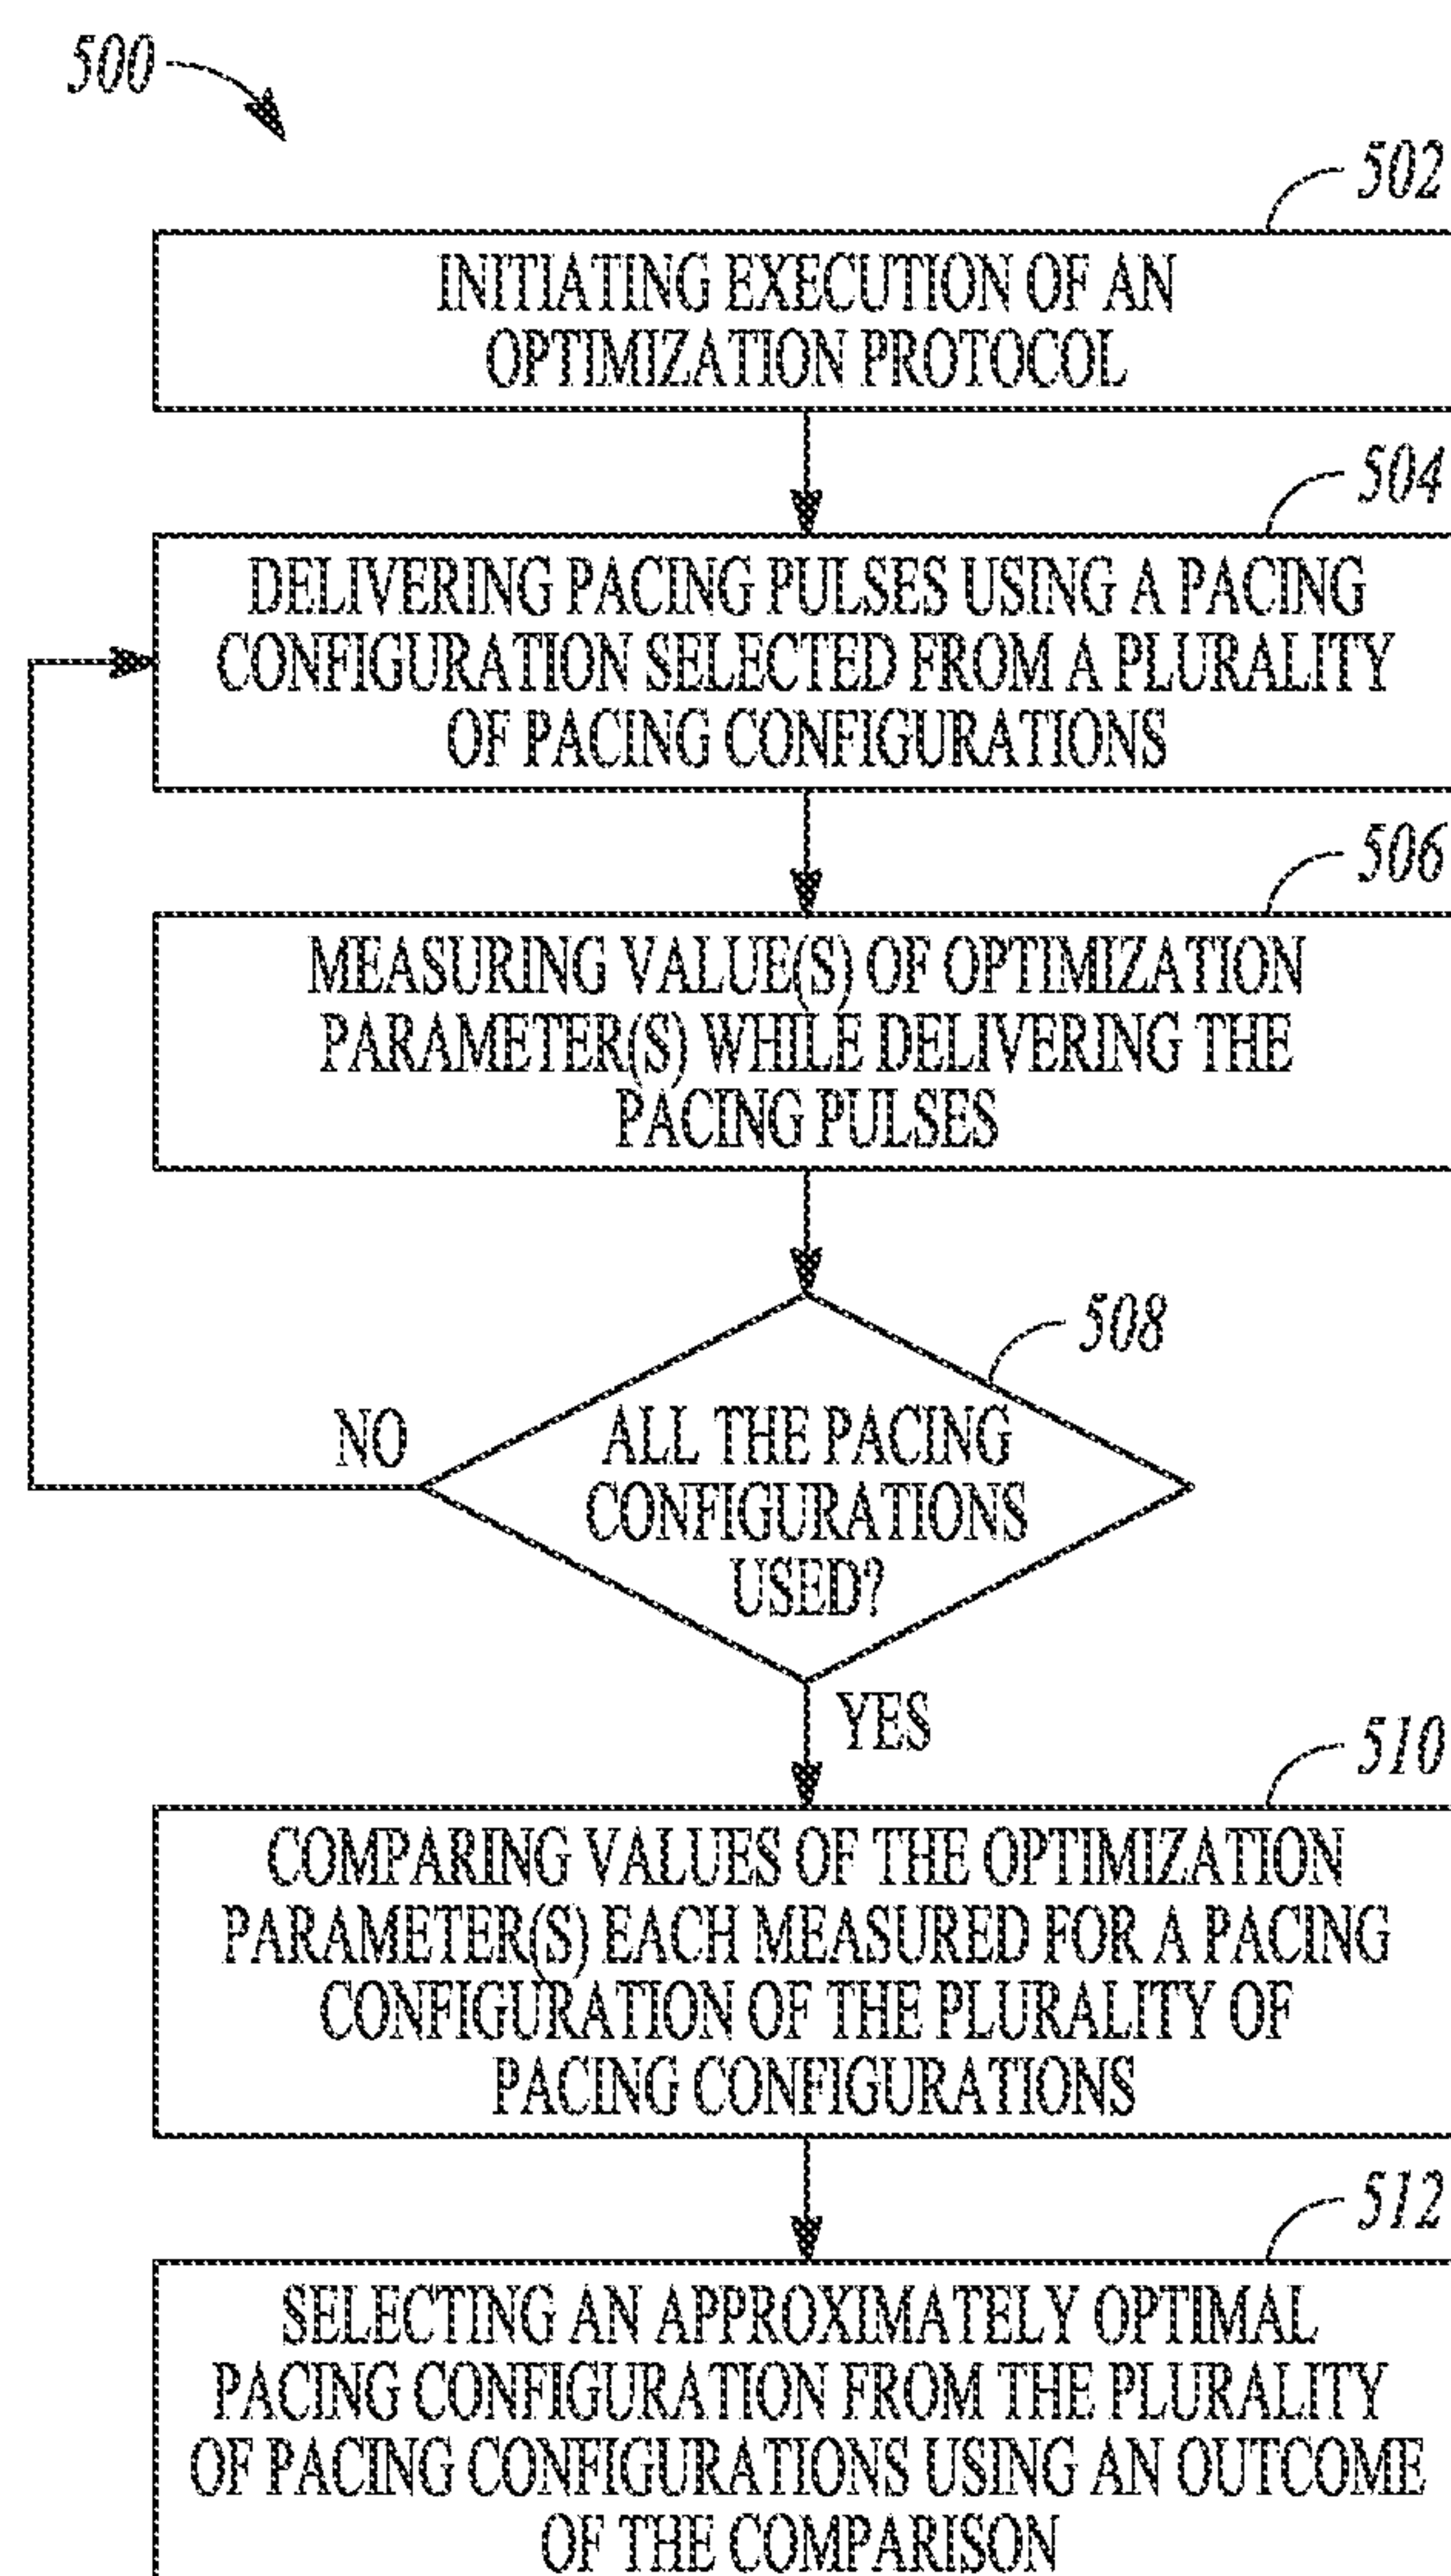 500
502
INITIATING EXECUTION OF AN
OPTIMIZATION PROTOCOL
504
DELIVERING PACING PULSES USING A PACING
CONFIGURATION SELECTED FROM A PLURALITY
OF PACING CONFIGURATIONS
506
MEASURING VALUE(S) OF OPTIMIZATION
PARAMETER(S) WHILE DELIVERING THE
PACING PULSES
508
NO
ALL THE PACING
CONFIGURATIONS
USED?
YES
510
COMPARING VALUES OF THE OPTIMIZATION
PARAMETER(S) EACH MEASURED FOR A PACING
CONFIGURATION OF THE PLURALITY OF
PACING CONFIGURATIONS
512
SELECTING AN APPROXIMATELY OPTIMAL
PACING CONFIGURATION FROM THE PLURALITY
OF PACING CONFIGURATIONS USING AN OUTCOME
OF THE COMPARISON